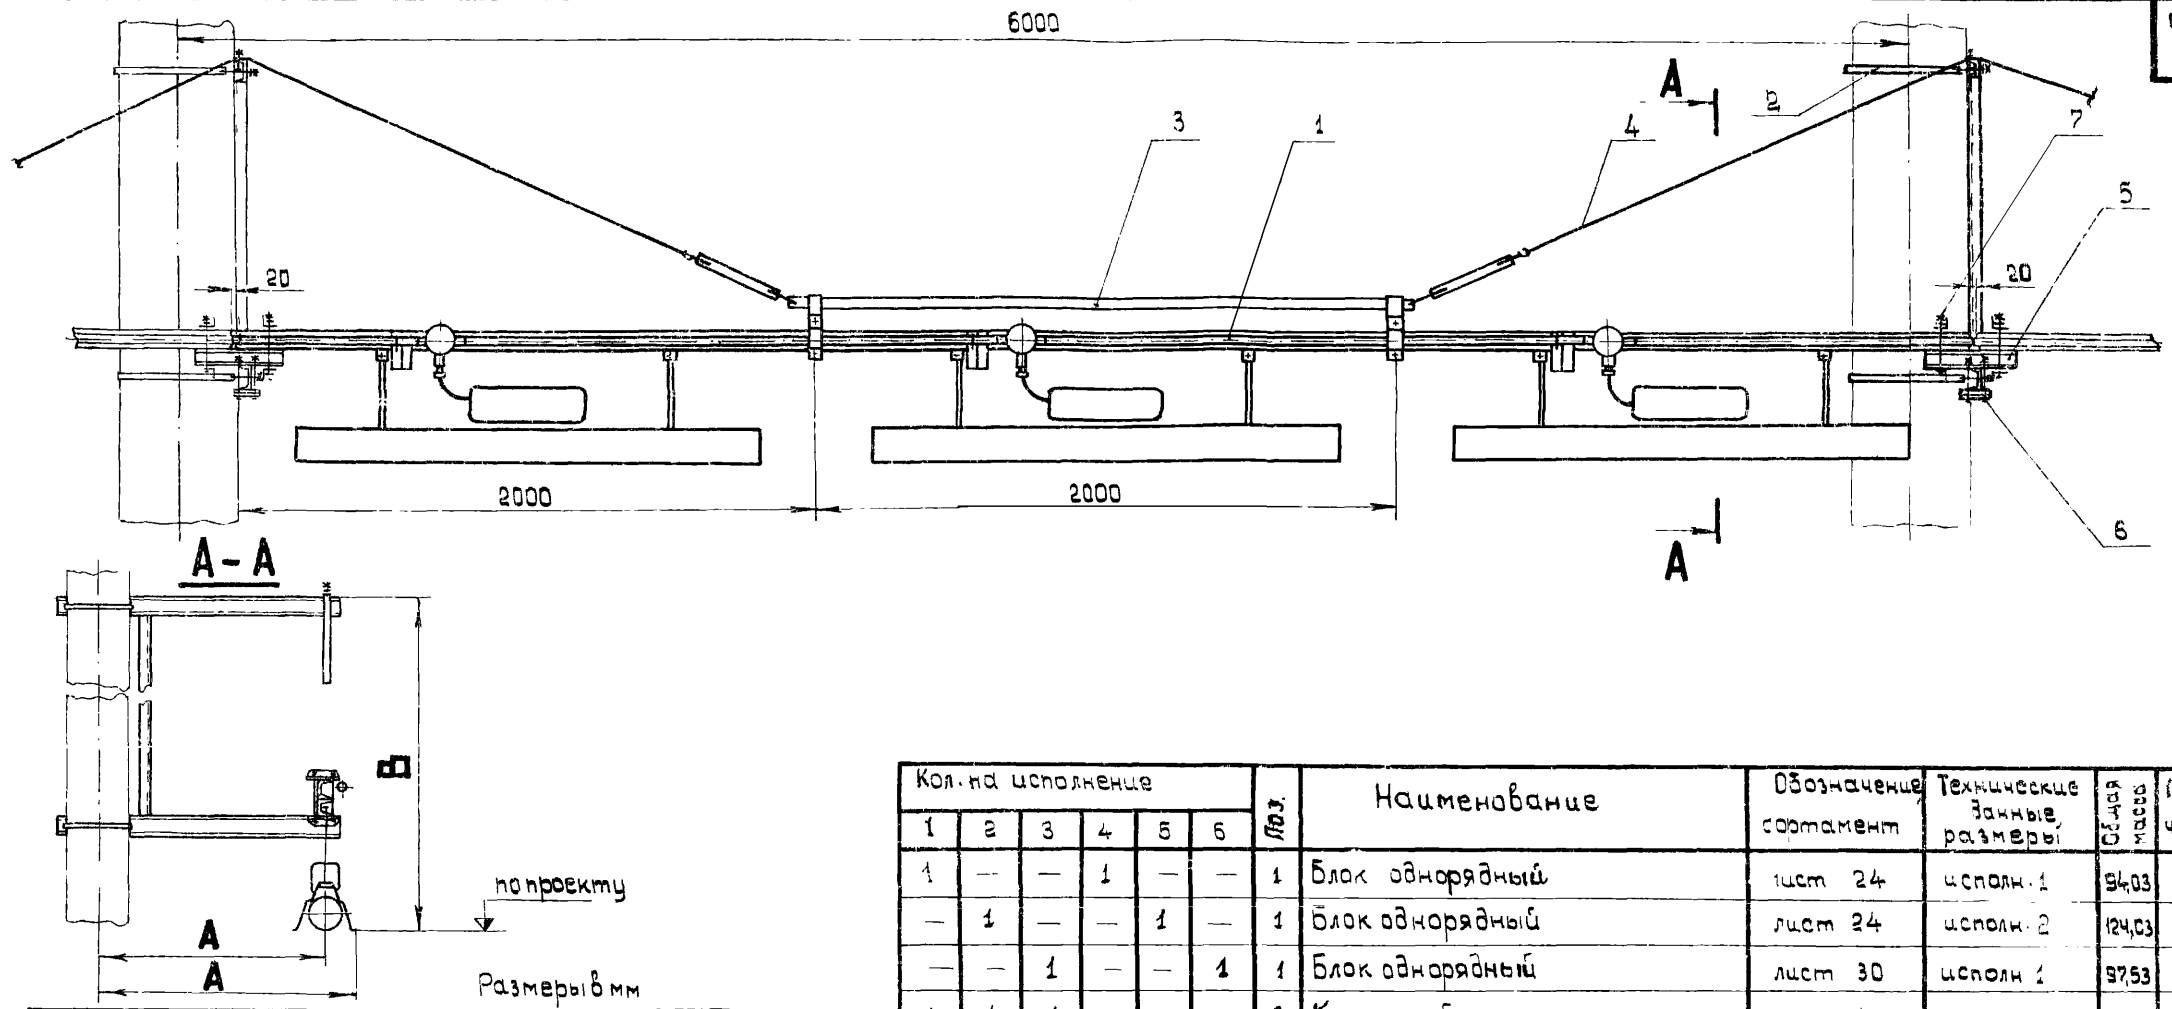 6000
А
2
7
3
1
4
5
20
20
2000
2000
6
А
А-А
Б
по проекту
А
А
Размеры в мм
Кол. на исполнение
Поз.
Наименование
Обозначение сортамент
Технические данные размеры
Общая масса
1 2 3 4 5 6
1 — — 1 — — 1 Блок однорядный лист 24 исполн. 1 94,03
— 1 — — 1 — 1 Блок однорядный лист 24 исполн. 2 124,03
— — 1 — — 1 1 Блок однорядный лист 30 исполн 1 97,53